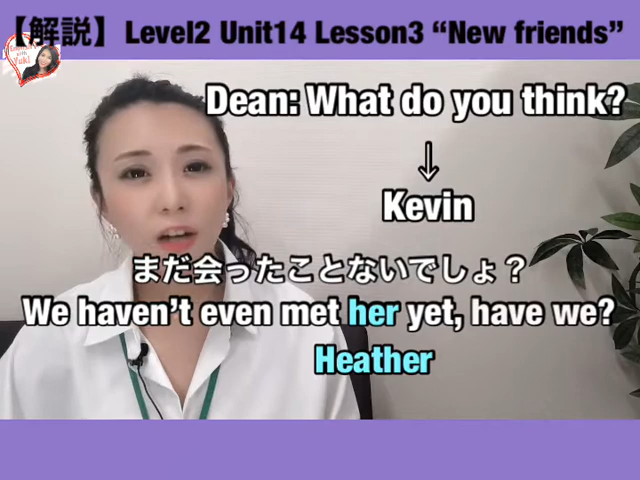 【解説】Level2 Unit14 Lesson3 “New friends”
Yuki
Dean: What do you think?
↓
Kevin
まだ会ったことないでしょ？
We haven't even met her yet, have we?
Heather